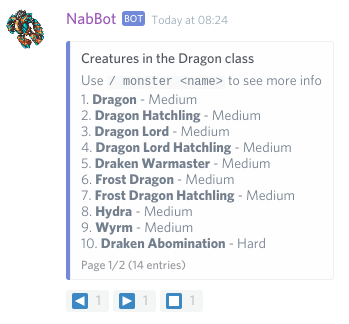 NabBot BOT Today at 08:24
Creatures in the Dragon class
Use / monster <name> to see more info
1. Dragon - Medium
2. Dragon Hatchling - Medium
3. Dragon Lord - Medium
4. Dragon Lord Hatchling - Medium
5. Draken Warmaster - Medium
6. Frost Dragon - Medium
7. Frost Dragon Hatchling - Medium
8. Hydra - Medium
9. Wyrm - Medium
10. Draken Abomination - Hard
Page 1/2 (14 entries)
1 1 1